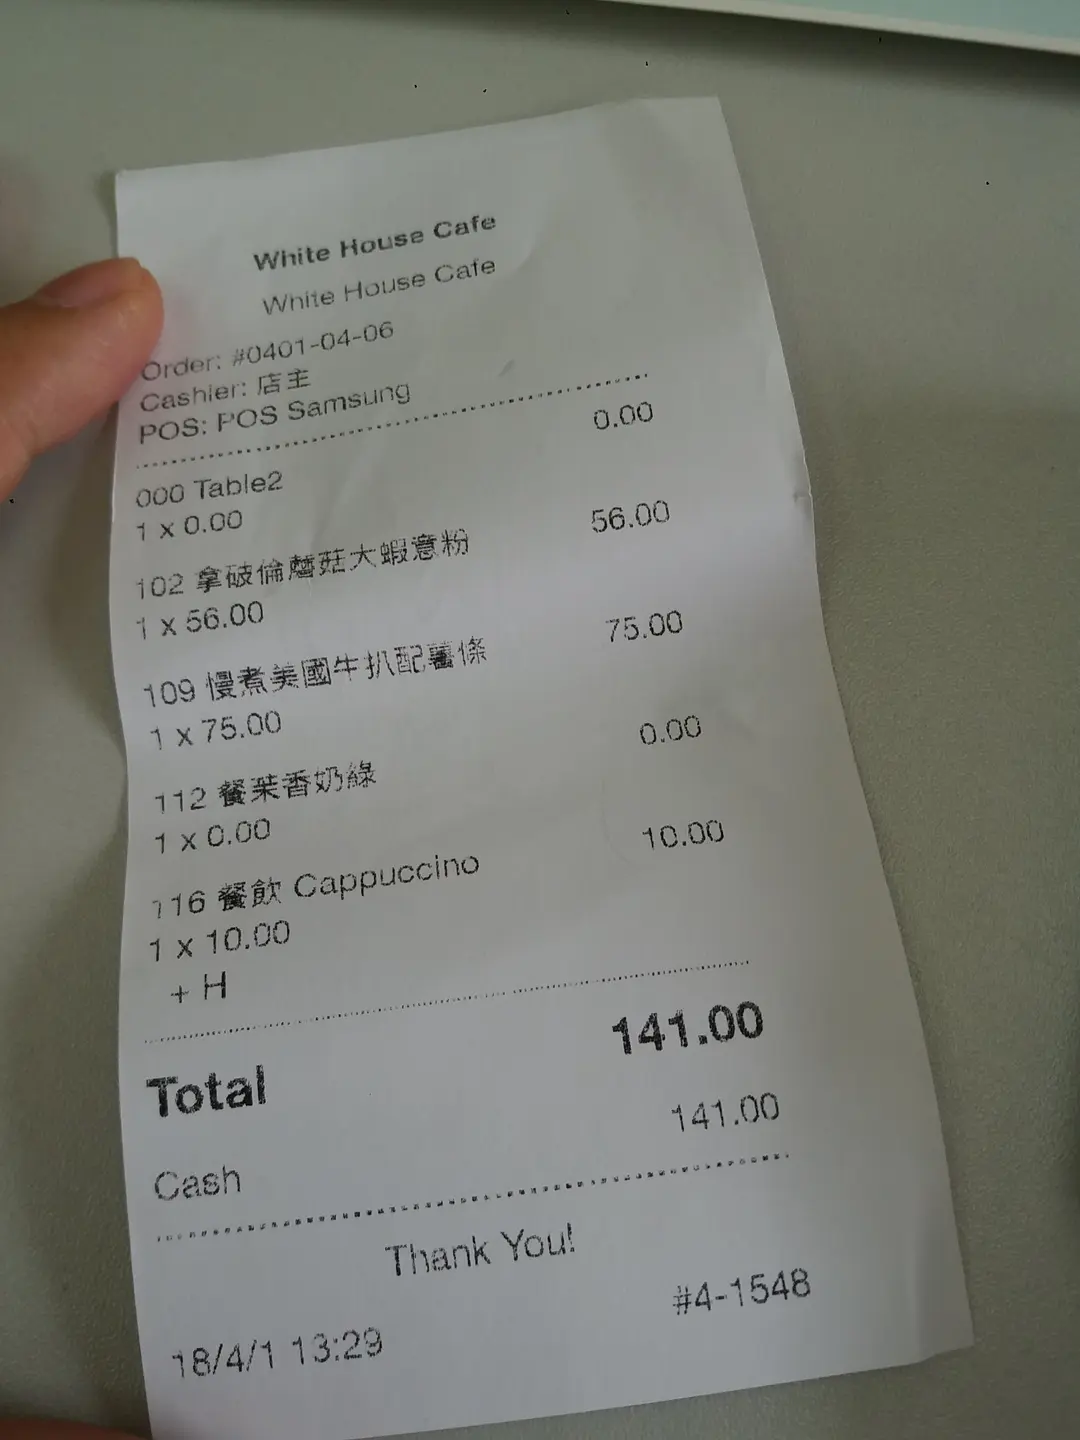 White House Cafe
White House Cafe
Order: #0401-04-06
Cashier: 店主
POS: POS Samsung
000 Table2 0.00
1 x 0.00
102 拿破倫蘑菇大蝦意粉 56.00
1 x 56.00
109 慢煮美國牛扒配薯條 75.00
1 x 75.00
112 餐茉香奶綠 0.00
1 x 0.00
116 餐飲 Cappuccino 10.00
1 x 10.00
+ H
Total 141.00
Cash 141.00
Thank You!
18/4/1 13:29 #4-1548